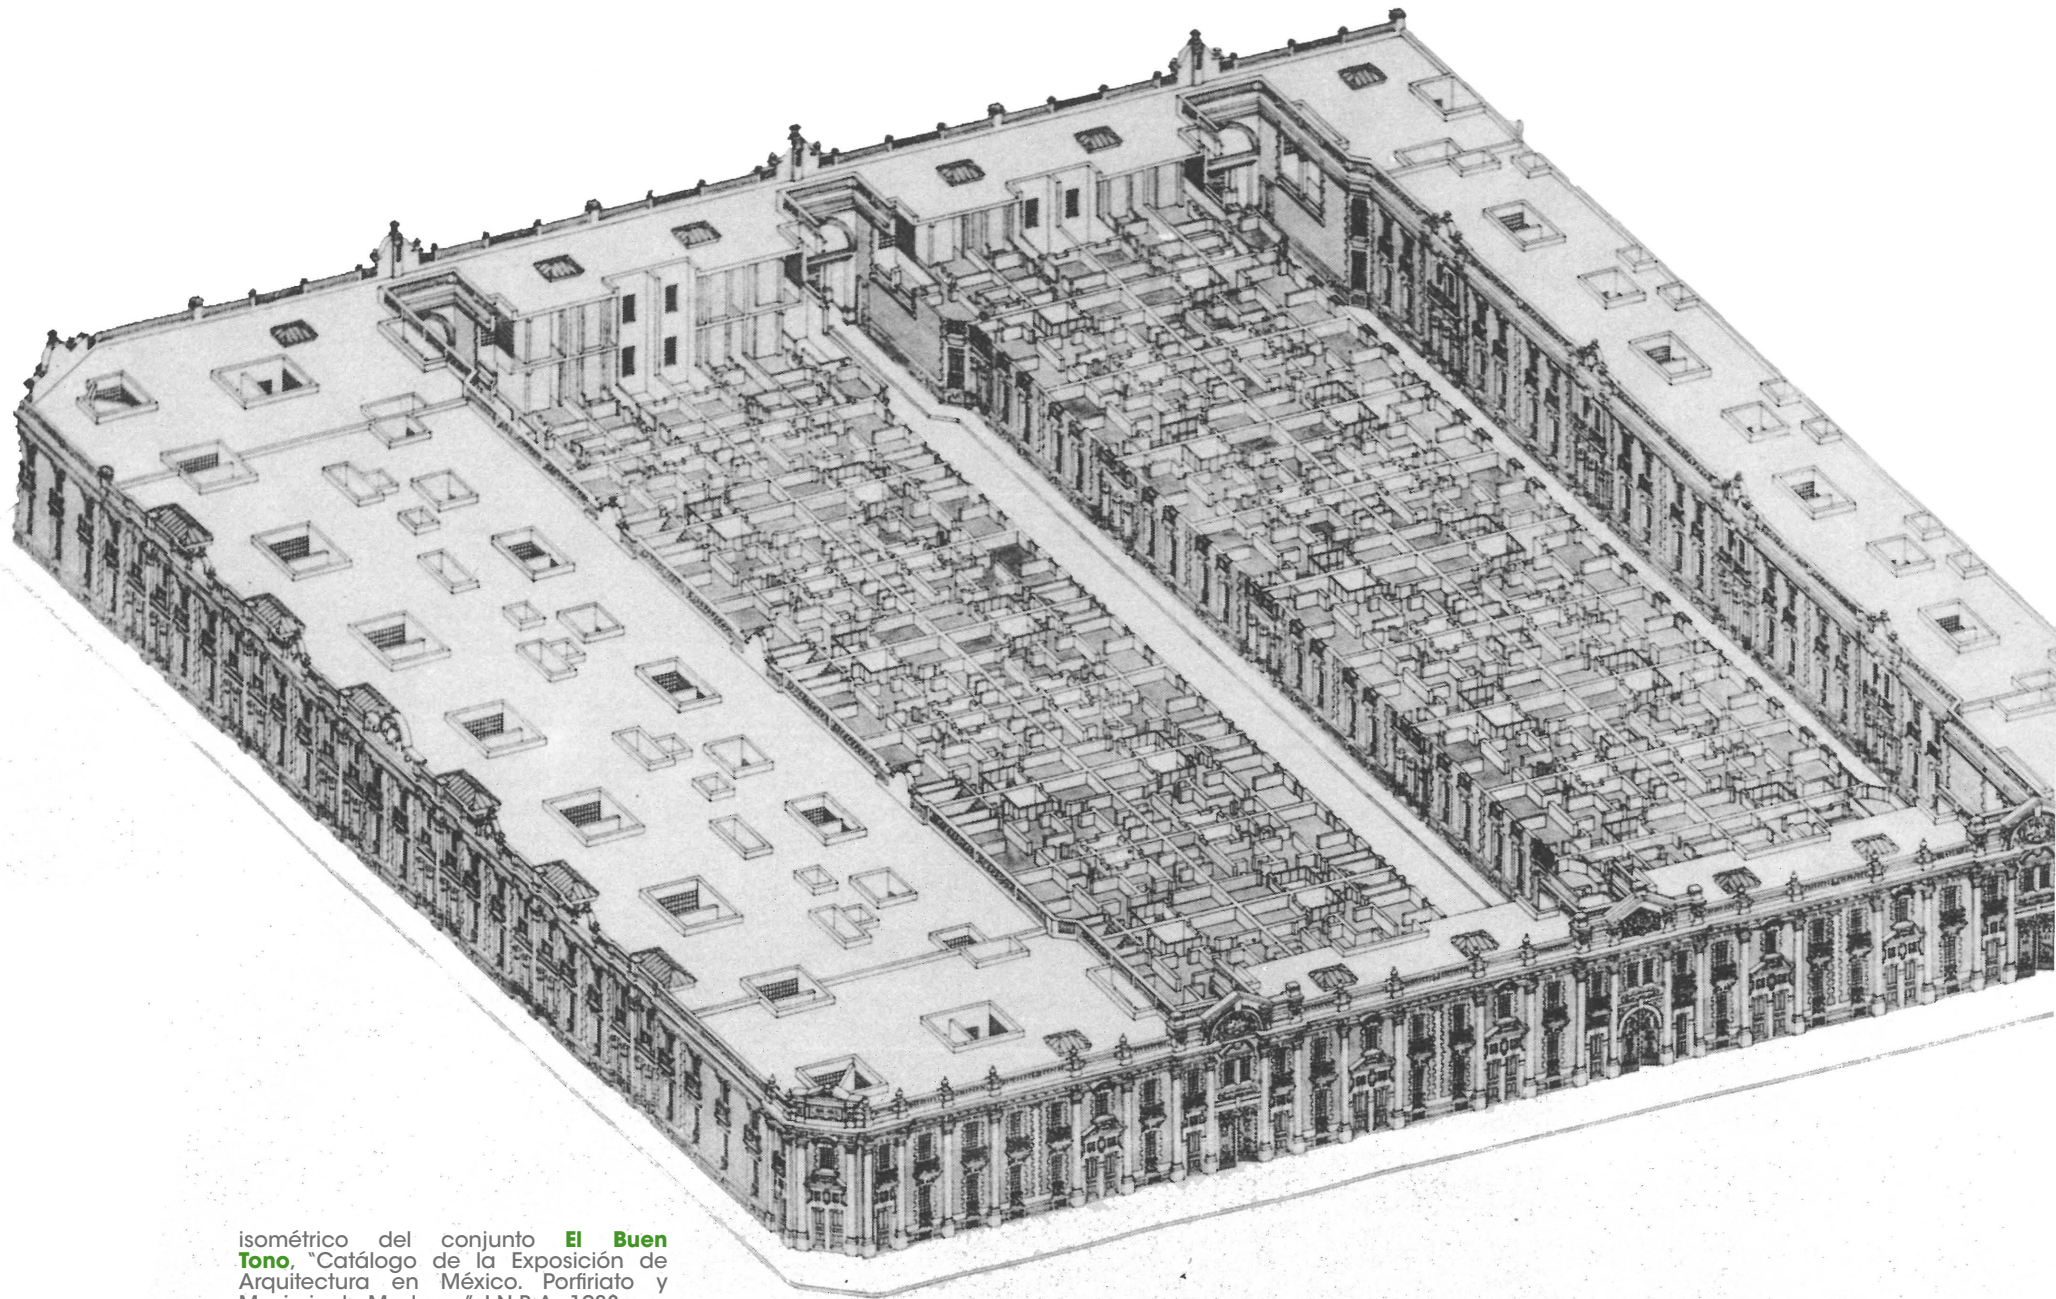 isométrico del conjunto El Buen
Tono, “Catálogo de la Exposición de
Arquitectura en México. Porfiriato y